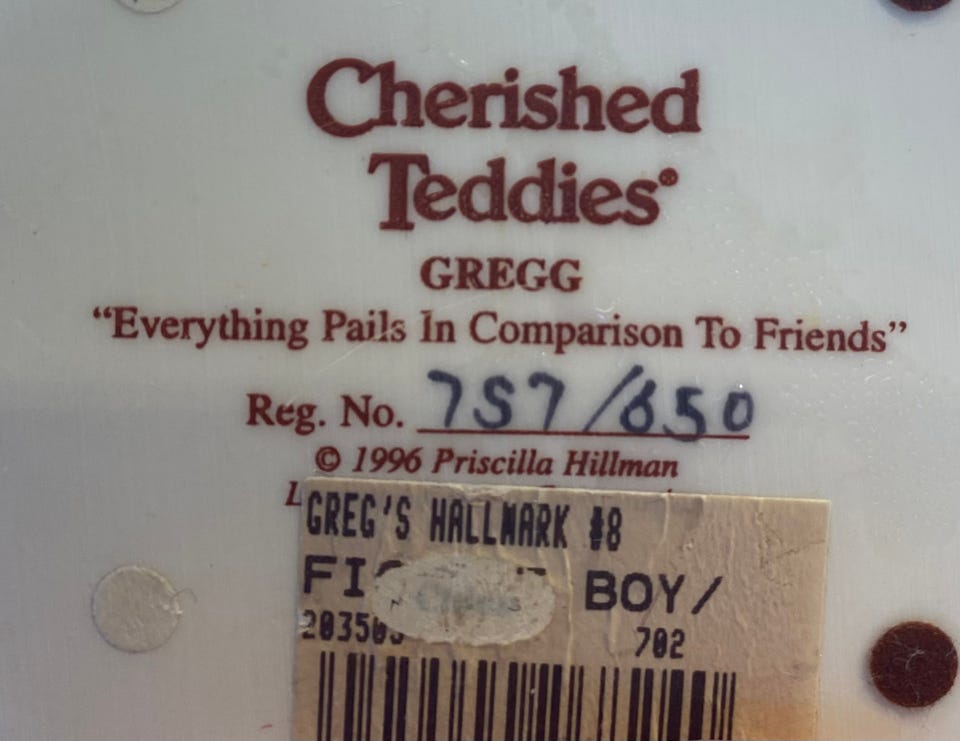 Cherished
Teddies®
GREGG
“Everything Pails In Comparison To Friends”
Reg. No. 757/650
© 1996 Priscilla Hillman
GREG'S HALLMARK #8
BOY/
702